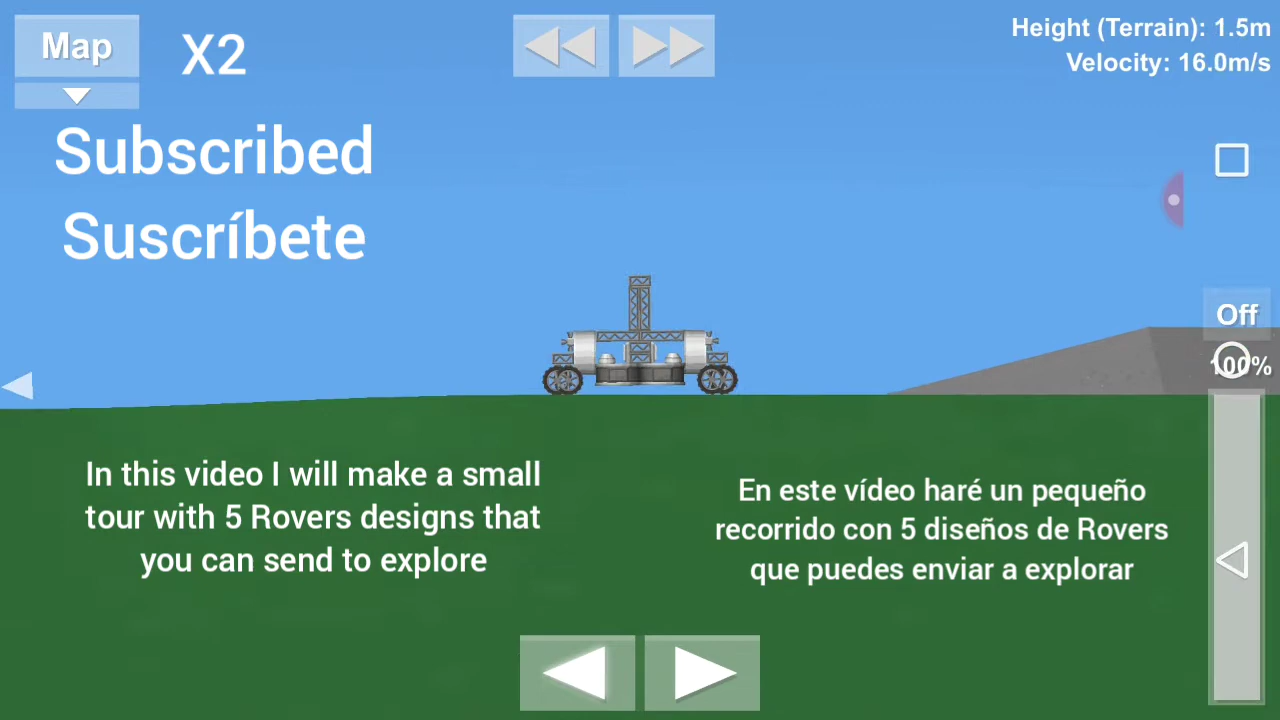 Map
X2
Height (Terrain): 1.5m
Velocity: 16.0m/s
Subscribed
Suscríbete
Off
100%
In this video I will make a small
tour with 5 Rovers designs that
you can send to explore
En este vídeo haré un pequeño
recorrido con 5 diseños de Rovers
que puedes enviar a explorar